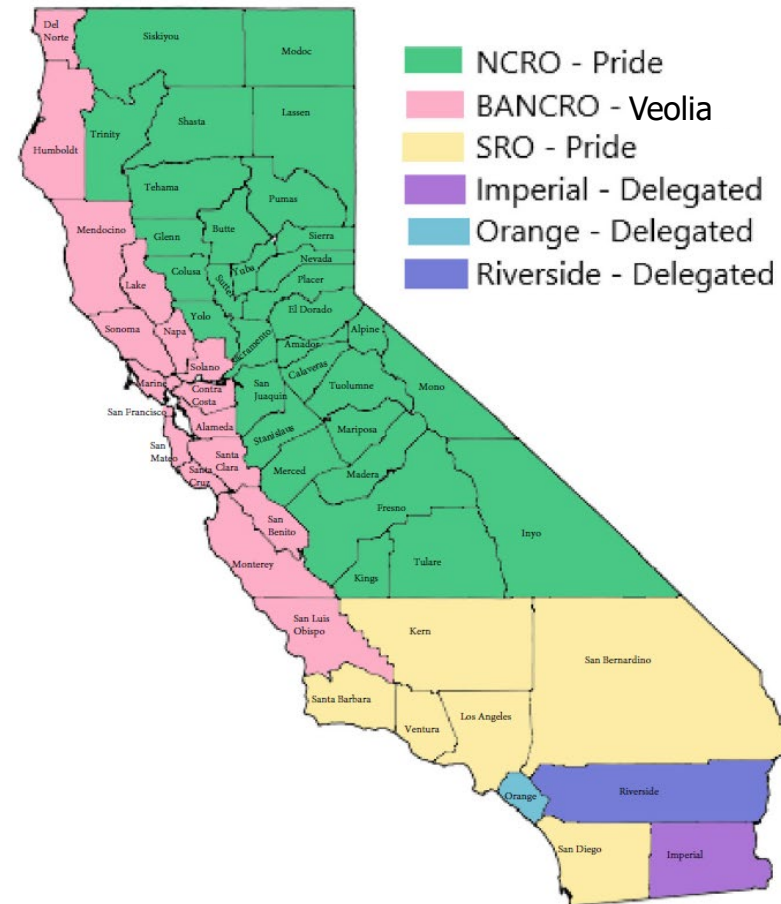 Del
Norte
Siskiyou
Modoc
NCRO - Pride
BANCRO - Veolia
SRO - Pride
Imperial - Delegated
Orange - Delegated
Riverside - Delegated
Humboldt
Trinity
Shasta
Lassen
Tehama
Pumas
Mendocino
Glenn
Butte
Sierra
Lake
Colusa
Sutter
Yuba
Nevada
Placer
Sonoma
Napa
Yolo
El Dorado
Solano
Sacramento
Amador
Alpine
Marine
Contra
Costa
San
Juaquin
Calaveras
Tuolumne
Mono
San Francisco
Alameda
Stanislaus
Mariposa
San
Mateo
Santa
Clara
Santa
Cruz
Merced
Madera
San
Benito
Fresno
Inyo
Monterey
Kings
Tulare
San Luis
Obispo
Kern
San Bernardino
Santa Barbara
Ventura
Los Angeles
Orange
Riverside
San Diego
Imperial